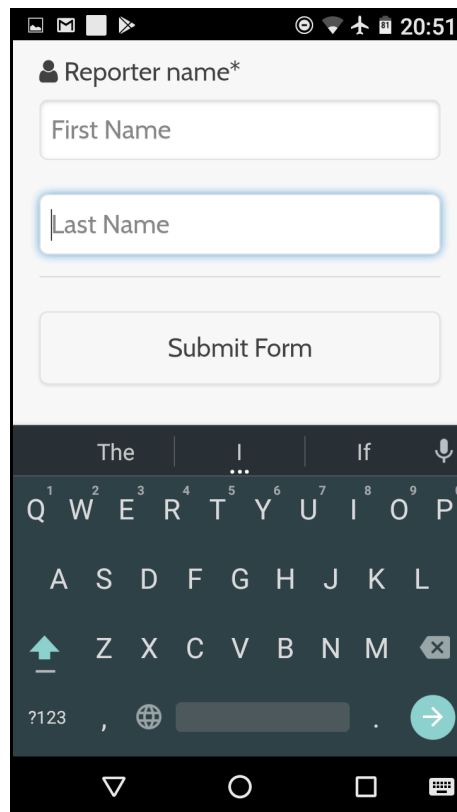 20:51
Reporter name*
First Name
Last Name
Submit Form
The I If
1 2 3 4 5 6 7 8 9
Q W E R T Y U I O P
A S D F G H J K L
Z X C V B N M
?123 , .